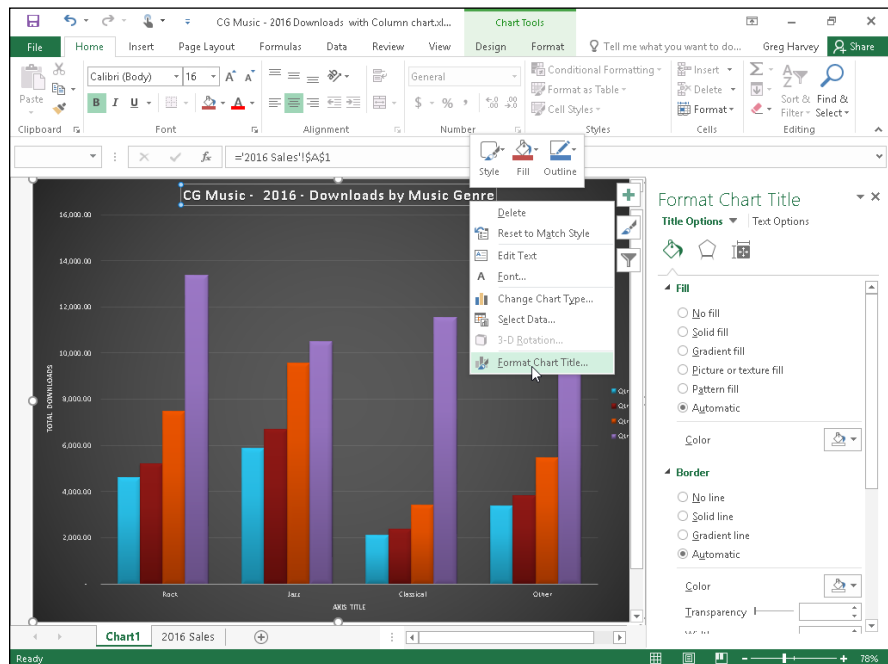 CG Music - 2016 Downloads with Column chart.xl...
Chart Tools
File Home Insert Page Layout Formulas Data Review View Design Format Tell me what you want to do... Greg Harvey Share
Paste
Clipboard
Calibri (Body) 16 A A
B I U A
Font
Alignment
General
$ - % ,
Number
Conditional Formatting
Format as Table
Cell Styles
Styles
Insert
Delete
Format
Cells
Sort & Filter
Find & Select
Editing
fx ='2016 Sales'!$A$1
Style Fill Outline
CG Music - 2016 - Downloads by Music Genre
Delete
Reset to Match Style
Edit Text
Font...
Change Chart Type...
Select Data...
3-D Rotation...
Format Chart Title...
16,000.00
14,000.00
12,000.00
10,000.00
8,000.00
6,000.00
4,000.00
2,000.00
-
TOTAL DOWNLOADS
Rock Jazz Classical Other
AXIS TITLE
Qtr
Qtr
Qtr
Qtr
Format Chart Title
Title Options Text Options
Fill
No fill
Solid fill
Gradient fill
Picture or texture fill
Pattern fill
Automatic
Color
Border
No line
Solid line
Gradient line
Automatic
Color
Transparency
Chart1 2016 Sales
Ready
78%